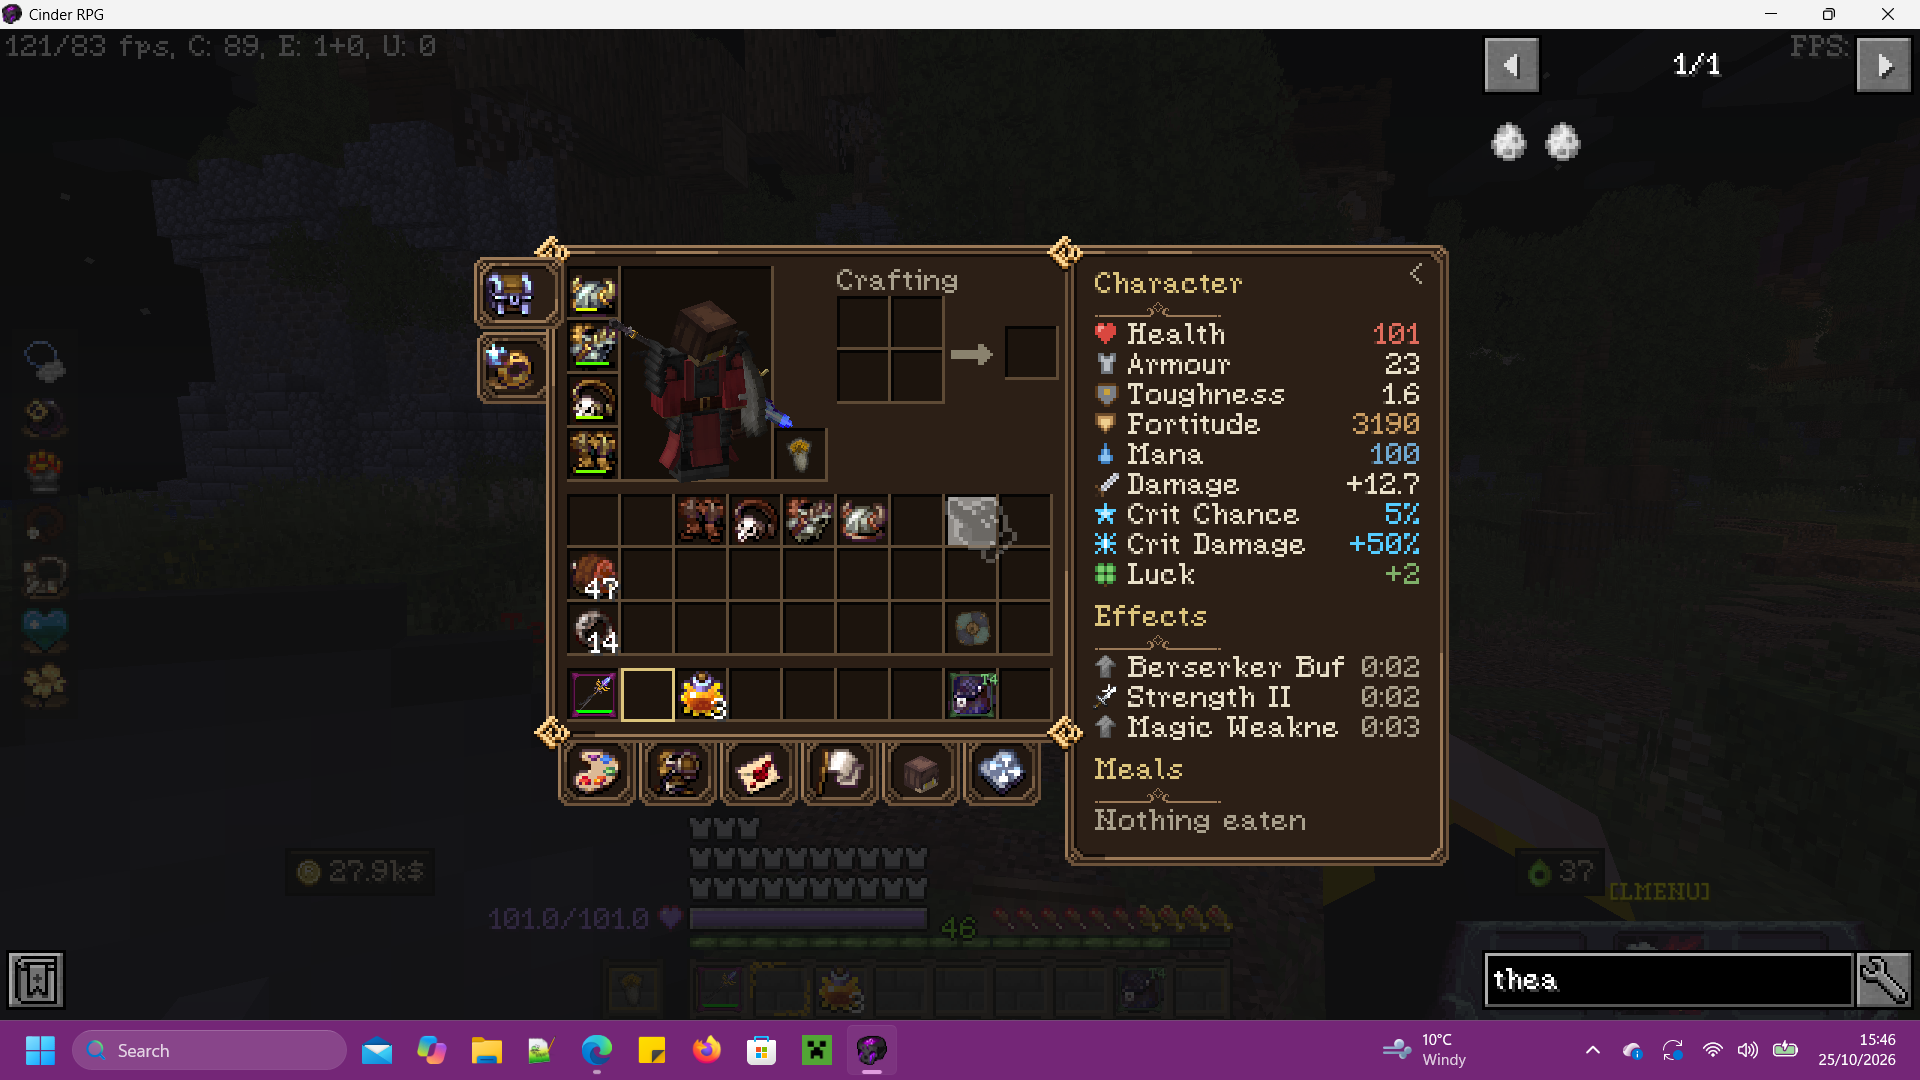 Cinder RPG
121/83 fps, C: 89, E: 1+0, U: 0
FPS:
1/1
Crafting
Character
Health 101
Armour 23
Toughness 1.6
Fortitude 3190
Mana 100
Damage +12.7
Crit Chance 5%
Crit Damage +50%
Luck +2
Effects
Berserker Buf 0:02
Strength II 0:02
Magic Weakne 0:03
Meals
Nothing eaten
47
14
3
T4
27.9k$
101.0/101.0
46
37
[LMENU]
3
T4
thea
Search
10°C
Windy
15:46
25/10/2026